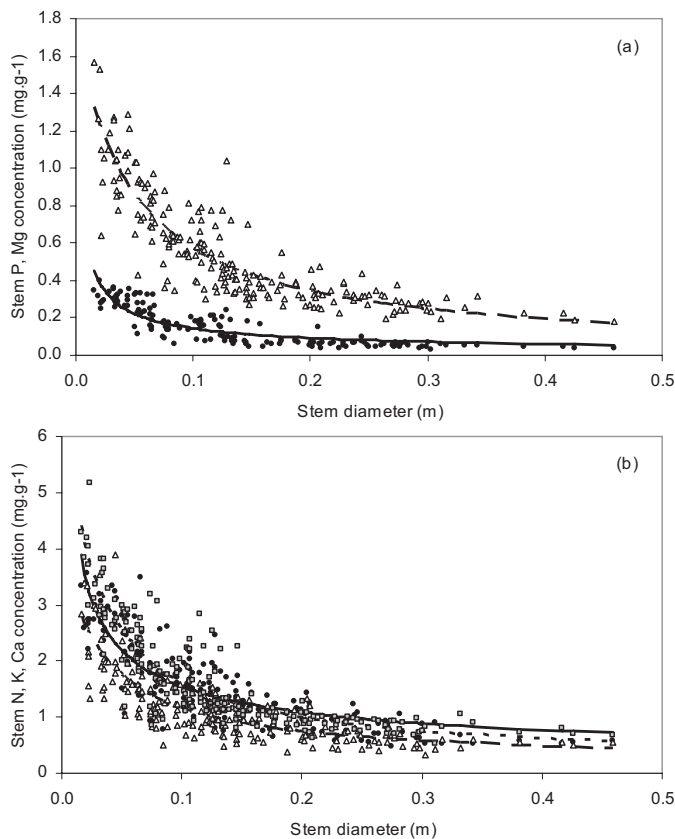 (a)
Stem P, Mg concentration (mg.g-1)
1.8
1.6
1.4
1.2
1.0
0.8
0.6
0.4
0.2
0.0
0.0 0.1 0.2 0.3 0.4 0.5
Stem diameter (m)
(b)
Stem N, K, Ca concentration (mg.g-1)
6
5
4
3
2
1
0
0.0 0.1 0.2 0.3 0.4 0.5
Stem diameter (m)